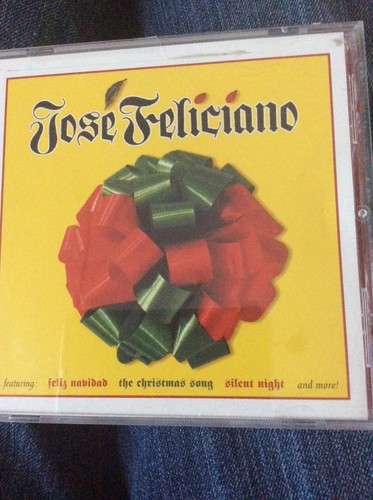 José Feliciano
featuring: feliz navidad the christmas song silent night and more!